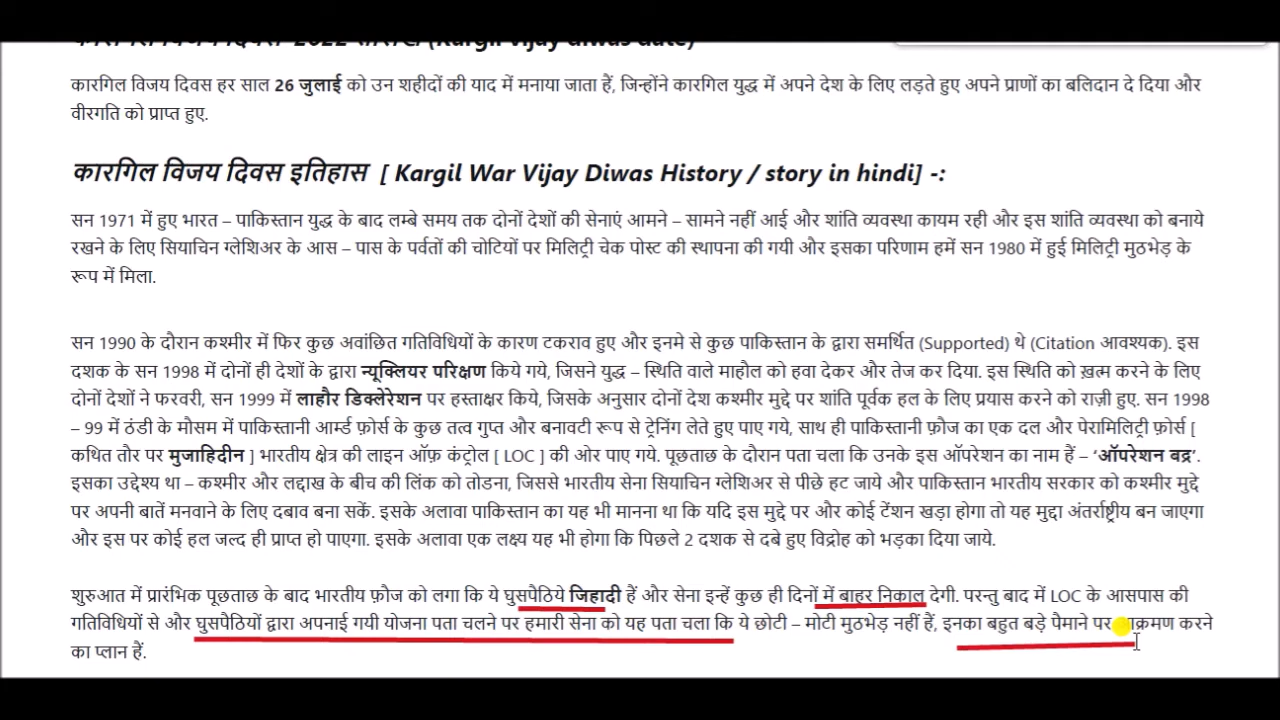 कारगिल विजय दिवस 2022 तारीख (Kargil vijay diwas date)
कारगिल विजय दिवस हर साल 26 जुलाई को उन शहीदों की याद में मनाया जाता हैं, जिन्होंने कारगिल युद्ध में अपने देश के लिए लड़ते हुए अपने प्राणों का बलिदान दे दिया और
वीरगति को प्राप्त हुए.
कारगिल विजय दिवस इतिहास [ Kargil War Vijay Diwas History / story in hindi] -:
सन 1971 में हुए भारत – पाकिस्तान युद्ध के बाद लम्बे समय तक दोनों देशों की सेनाएं आमने – सामने नहीं आई और शांति व्यवस्था कायम रही और इस शांति व्यवस्था को बनाये
रखने के लिए सियाचिन ग्लेशिअर के आस – पास के पर्वतों की चोटियों पर मिलिट्री चेक पोस्ट की स्थापना की गयी और इसका परिणाम हमें सन 1980 में हुई मिलिट्री मुठभेड़ के
रूप में मिला.
सन 1990 के दौरान कश्मीर में फिर कुछ अवांछित गतिविधियों के कारण टकराव हुए और इनमे से कुछ पाकिस्तान के द्वारा समर्थित (Supported) थे (Citation आवश्यक). इस
दशक के सन 1998 में दोनों ही देशों के द्वारा न्यूक्लियर परिक्षण किये गये, जिसने युद्ध – स्थिति वाले माहौल को हवा देकर और तेज कर दिया. इस स्थिति को ख़त्म करने के लिए
दोनों देशों ने फरवरी, सन 1999 में लाहौर डिक्लेरेशन पर हस्ताक्षर किये, जिसके अनुसार दोनों देश कश्मीर मुद्दे पर शांति पूर्वक हल के लिए प्रयास करने को राज़ी हुए. सन 1998
– 99 में ठंडी के मौसम में पाकिस्तानी आर्म्ड फ़ोर्स के कुछ तत्व गुप्त और बनावटी रूप से ट्रेनिंग लेते हुए पाए गये, साथ ही पाकिस्तानी फ़ौज का एक दल और पेरामिलिट्री फ़ोर्स [
कथित तौर पर मुजाहिदीन ] भारतीय क्षेत्र की लाइन ऑफ़ कंट्रोल [ LOC ] की ओर पाए गये. पूछताछ के दौरान पता चला कि उनके इस ऑपरेशन का नाम हैं – ‘ऑपरेशन बद्र’.
इसका उद्देश्य था – कश्मीर और लद्दाख के बीच की लिंक को तोडना, जिससे भारतीय सेना सियाचिन ग्लेशिअर से पीछे हट जाये और पाकिस्तान भारतीय सरकार को कश्मीर मुद्दे
पर अपनी बातें मनवाने के लिए दबाव बना सकें. इसके अलावा पाकिस्तान का यह भी मानना था कि यदि इस मुद्दे पर और कोई टेंशन खड़ा होगा तो यह मुद्दा अंतर्राष्ट्रीय बन जाएगा
और इस पर कोई हल जल्द ही प्राप्त हो पाएगा. इसके अलावा एक लक्ष्य यह भी होगा कि पिछले 2 दशक से दबे हुए विद्रोह को भड़का दिया जाये.
शुरुआत में प्रारंभिक पूछताछ के बाद भारतीय फ़ौज को लगा कि ये घुसपैठिये जिहादी हैं और सेना इन्हें कुछ ही दिनों में बाहर निकाल देगी. परन्तु बाद में LOC के आसपास की
गतिविधियों से और घुसपैठियों द्वारा अपनाई गयी योजना पता चलने पर हमारी सेना को यह पता चला कि ये छोटी – मोटी मुठभेड़ नहीं हैं, इनका बहुत बड़े पैमाने पर आक्रमण करने
का प्लान हैं.